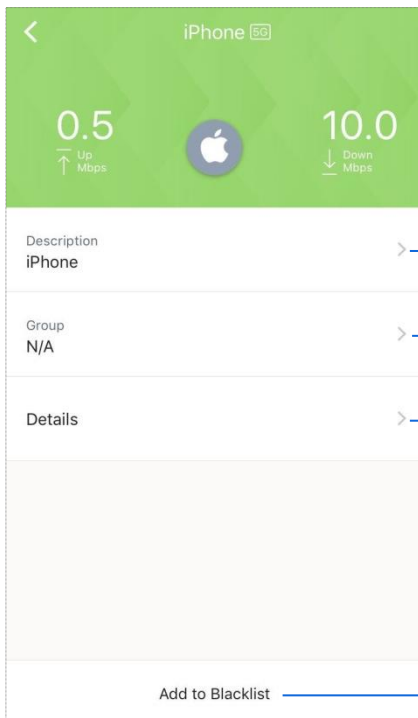 iPhone 5G
0.5
Up
Mbps
10.0
Down
Mbps
Description
iPhone
Group
N/A
Details
Add to Blacklist